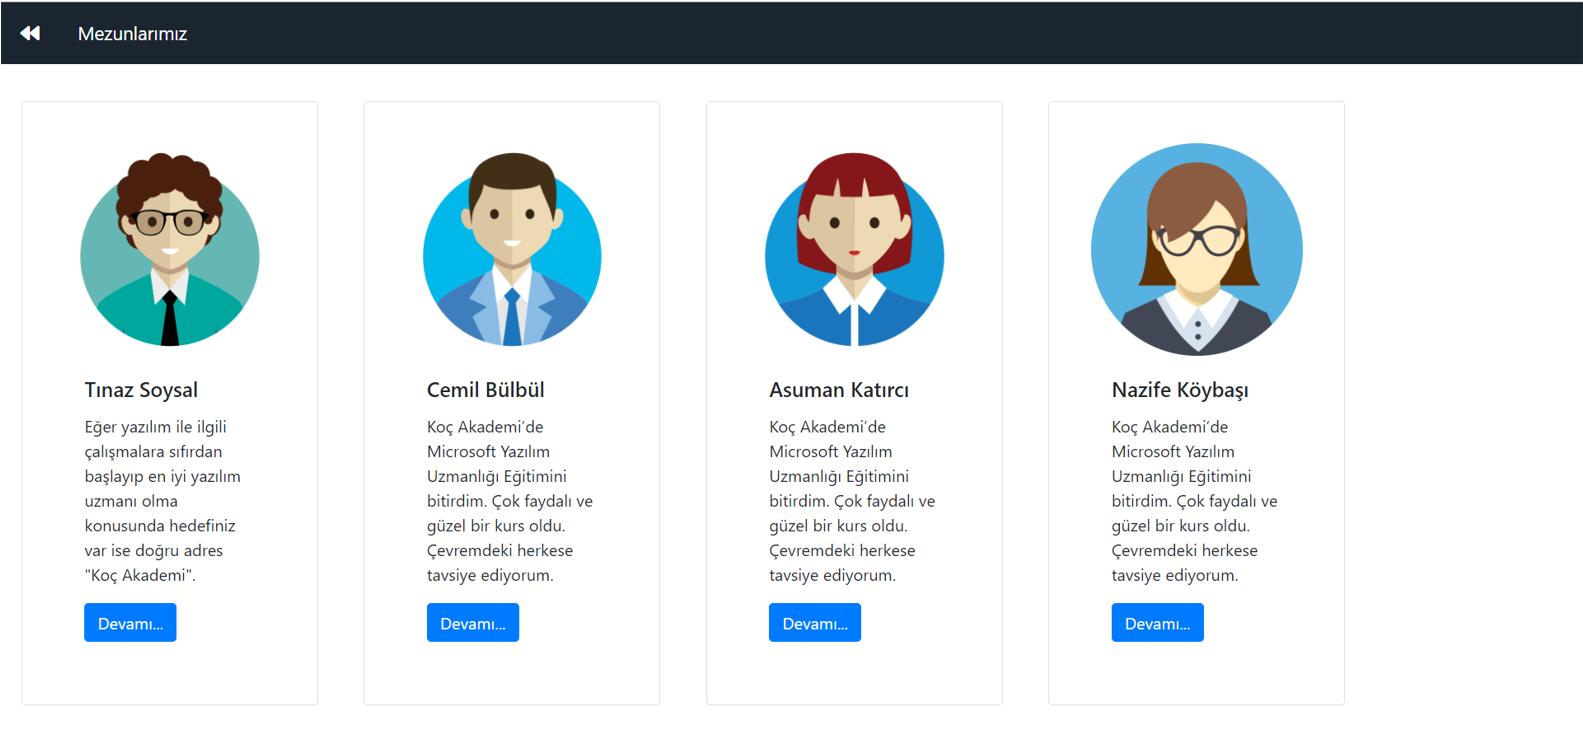 Mezunlarımız
Tınaz Soysal
Eğer yazılım ile ilgili
çalışmalara sıfırdan
başlayıp en iyi yazılım
uzmanı olma
konusunda hedefiniz
var ise doğru adres
"Koç Akademi".
Devamı...
Cemil Bülbül
Koç Akademi’de
Microsoft Yazılım
Uzmanlığı Eğitimini
bitirdim. Çok faydalı ve
güzel bir kurs oldu.
Çevremdeki herkese
tavsiye ediyorum.
Devamı...
Asuman Katırcı
Koç Akademi’de
Microsoft Yazılım
Uzmanlığı Eğitimini
bitirdim. Çok faydalı ve
güzel bir kurs oldu.
Çevremdeki herkese
tavsiye ediyorum.
Devamı...
Nazife Köybaşı
Koç Akademi’de
Microsoft Yazılım
Uzmanlığı Eğitimini
bitirdim. Çok faydalı ve
güzel bir kurs oldu.
Çevremdeki herkese
tavsiye ediyorum.
Devamı...